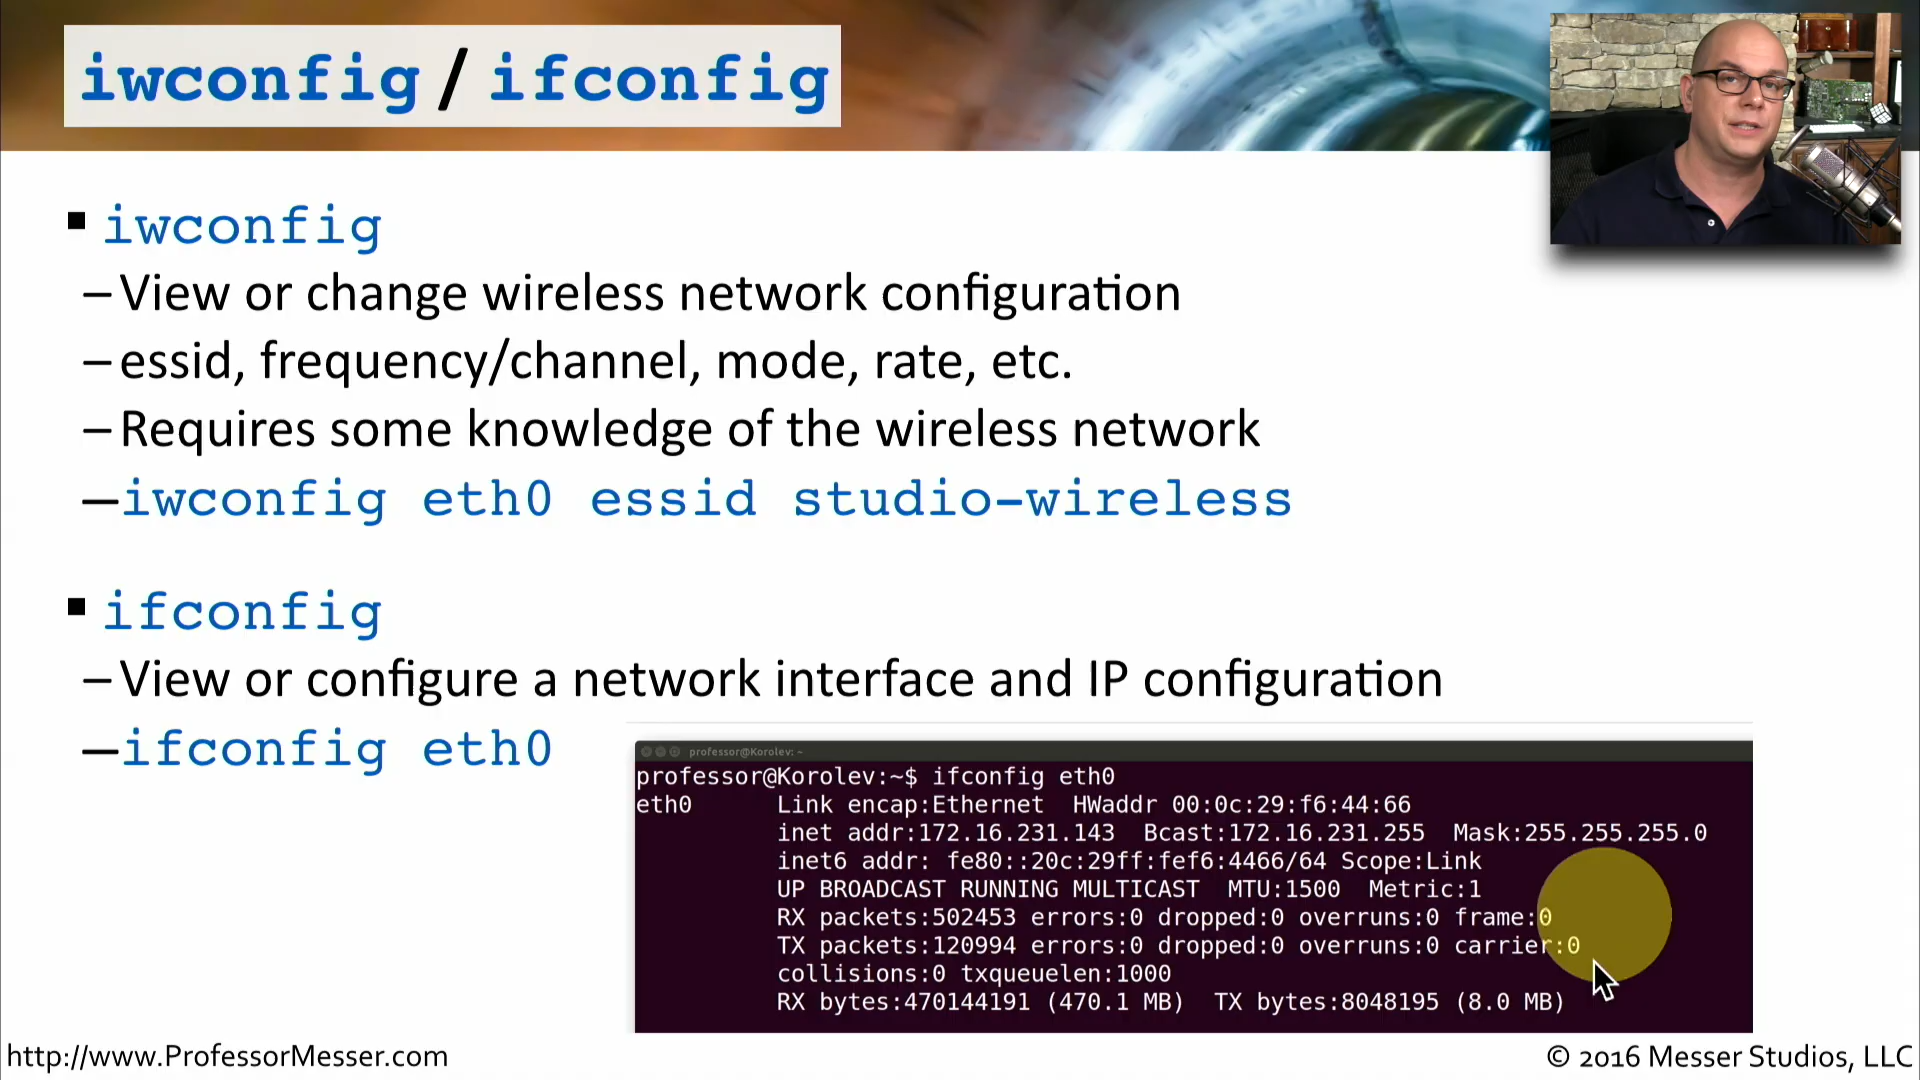 iwconfig / ifconfig
▪ iwconfig
– View or change wireless network configuration
– essid, frequency/channel, mode, rate, etc.
– Requires some knowledge of the wireless network
– iwconfig eth0 essid studio-wireless
▪ ifconfig
– View or configure a network interface and IP configuration
– ifconfig eth0
professor@Korolev: ~
professor@Korolev:~$ ifconfig eth0
eth0      Link encap:Ethernet  HWaddr 00:0c:29:f6:44:66
inet addr:172.16.231.143  Bcast:172.16.231.255  Mask:255.255.255.0
inet6 addr: fe80::20c:29ff:fef6:4466/64 Scope:Link
UP BROADCAST RUNNING MULTICAST  MTU:1500  Metric:1
RX packets:502453 errors:0 dropped:0 overruns:0 frame:0
TX packets:120994 errors:0 dropped:0 overruns:0 carrier:0
collisions:0 txqueuelen:1000
RX bytes:470144191 (470.1 MB)  TX bytes:8048195 (8.0 MB)
http://www.ProfessorMesser.com
© 2016 Messer Studios, LLC